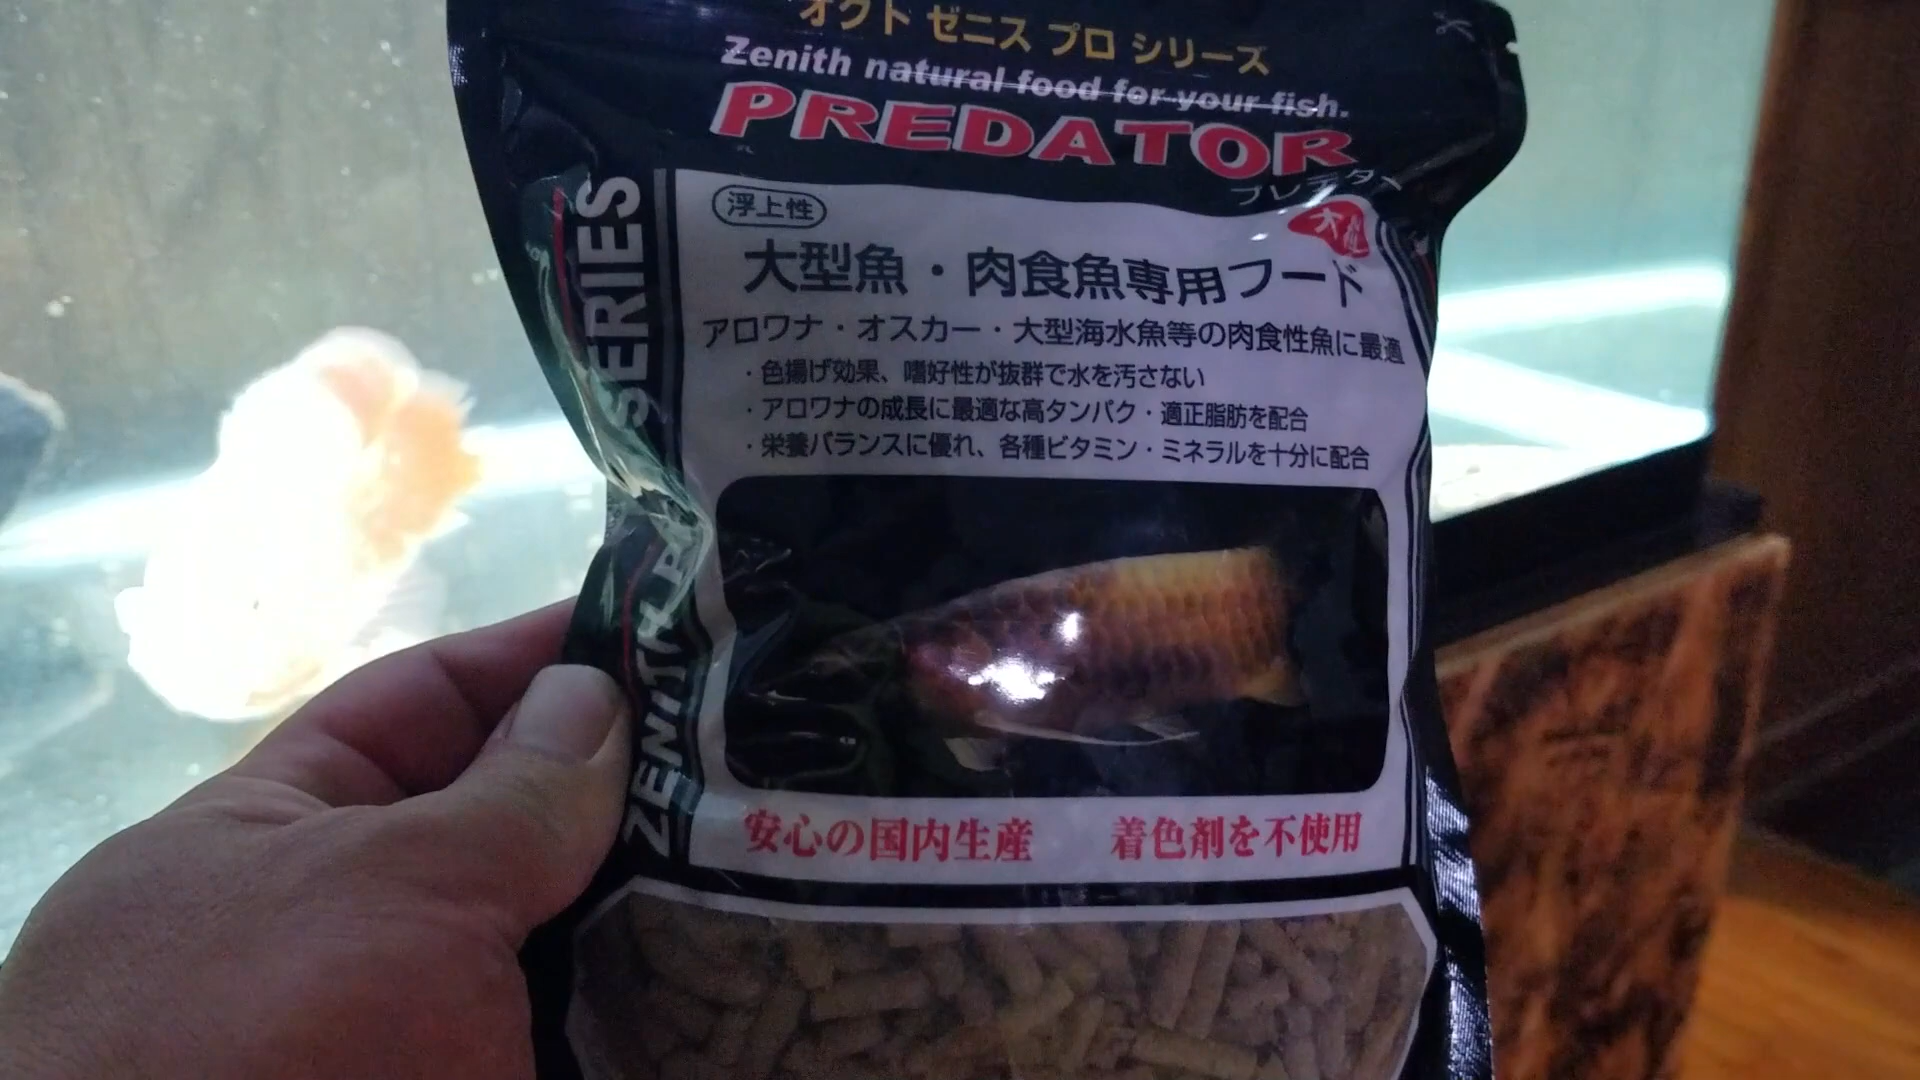 オクト ゼニス プロ シリーズ
Zenith natural food for your fish.
PREDATOR
プレデター
浮上性
大粒
大型魚・肉食魚専用フード
アロワナ・オスカー・大型海水魚等の肉食性魚に最適
・色揚げ効果、嗜好性が抜群で水を汚さない
・アロワナの成長に最適な高タンパク・適正脂肪を配合
・栄養バランスに優れ、各種ビタミン・ミネラルを十分に配合
安心の国内生産 着色剤を不使用
SERIES
ZENITH